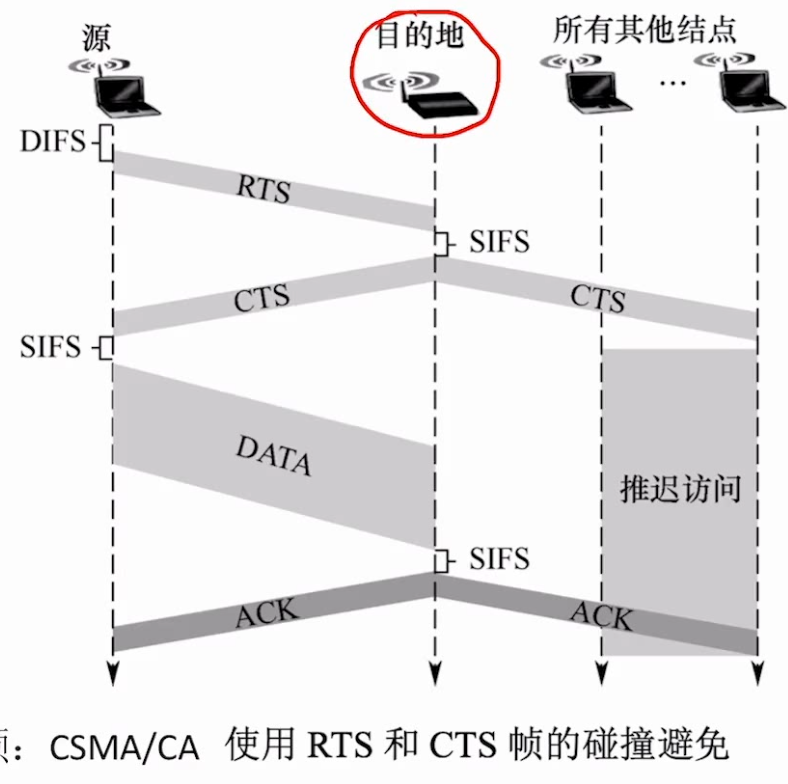 源
目的地
所有其他结点
...
DIFS
RTS
SIFS
CTS
CTS
SIFS
DATA
推迟访问
SIFS
ACK
ACK
：CSMA/CA 使用 RTS 和 CTS 帧的碰撞避免